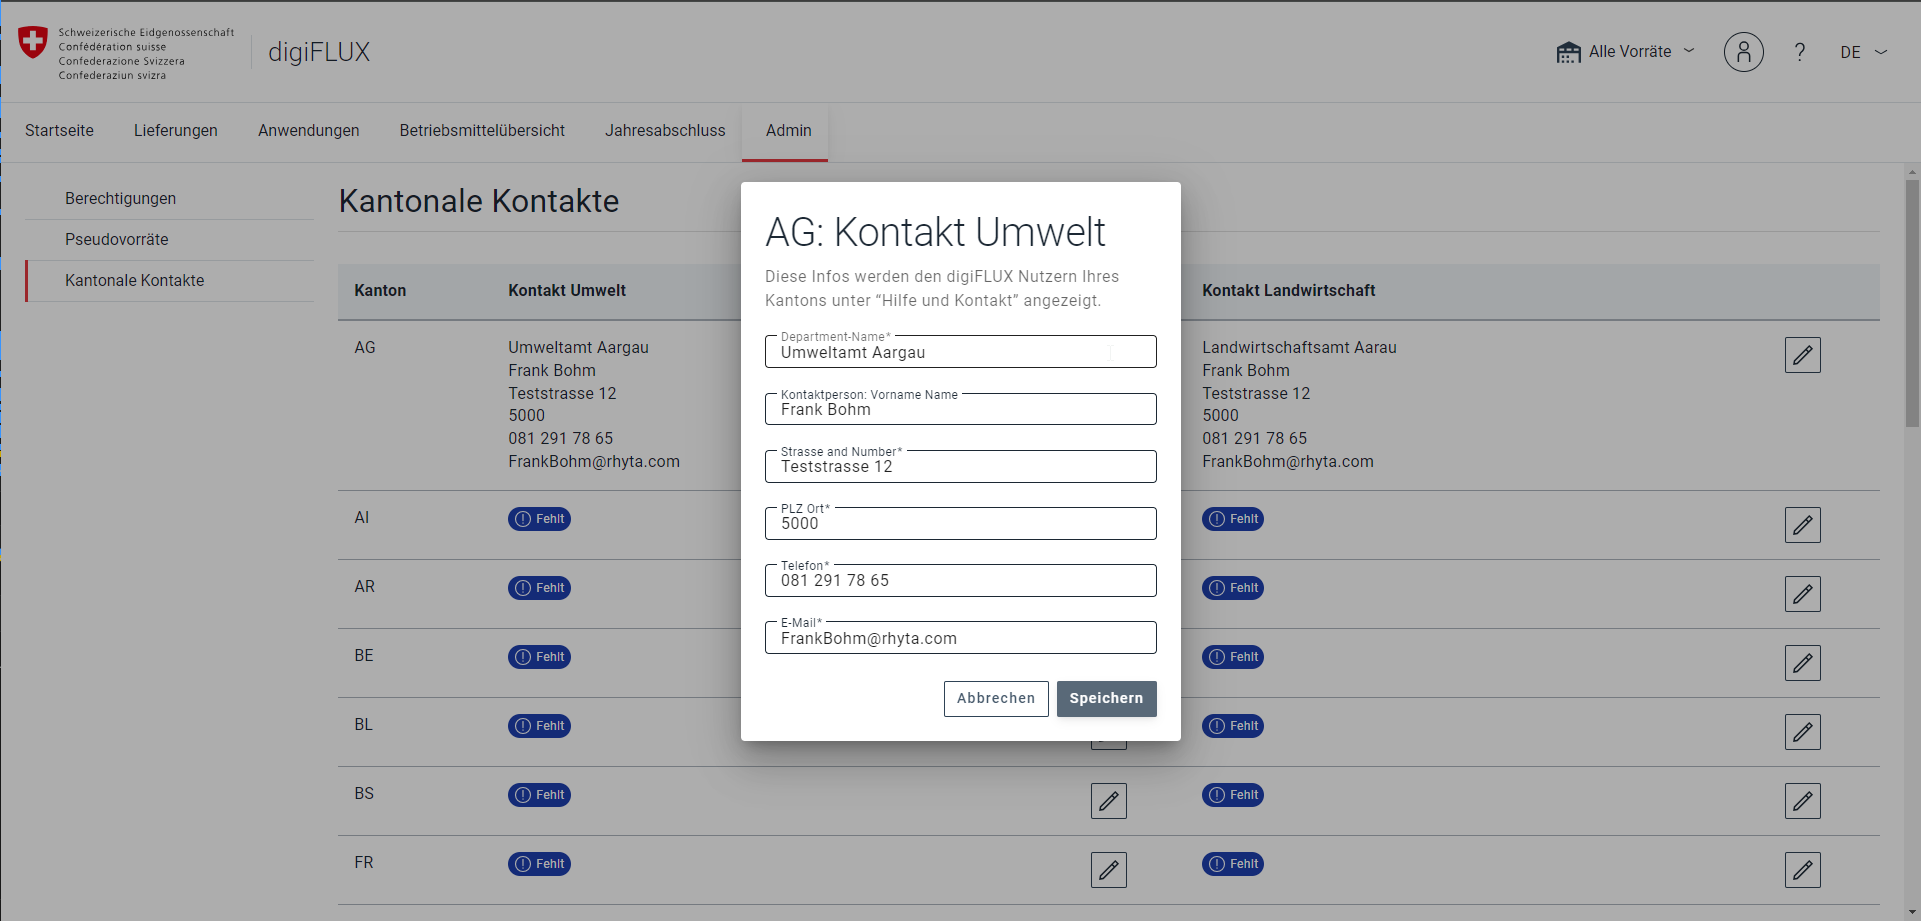 Schweizerische Eidgenossenschaft
Confédération suisse
Confederazione Svizzera
Confederaziun svizra
digiFLUX
Alle Vorräte
?
DE
Startseite
Lieferungen
Anwendungen
Betriebsmittelübersicht
Jahresabschluss
Admin
Berechtigungen
Pseudovorräte
Kantonale Kontakte
Kantonale Kontakte
Kanton
Kontakt Umwelt
Kontakt Landwirtschaft
AG
Umweltamt Aargau
Frank Bohm
Teststrasse 12
5000
081 291 78 65
FrankBohm@rhyta.com
Landwirtschaftsamt Aarau
Frank Bohm
Teststrasse 12
5000
081 291 78 65
FrankBohm@rhyta.com
AI
Fehlt
Fehlt
AR
Fehlt
Fehlt
BE
Fehlt
Fehlt
BL
Fehlt
Fehlt
BS
Fehlt
Fehlt
FR
Fehlt
Fehlt
AG: Kontakt Umwelt
Diese Infos werden den digiFLUX Nutzern Ihres
Kantons unter “Hilfe und Kontakt” angezeigt.
Department-Name*
Umweltamt Aargau
Kontaktperson: Vorname Name
Frank Bohm
Strasse and Number*
Teststrasse 12
PLZ Ort*
5000
Telefon*
081 291 78 65
E-Mail*
FrankBohm@rhyta.com
Abbrechen
Speichern